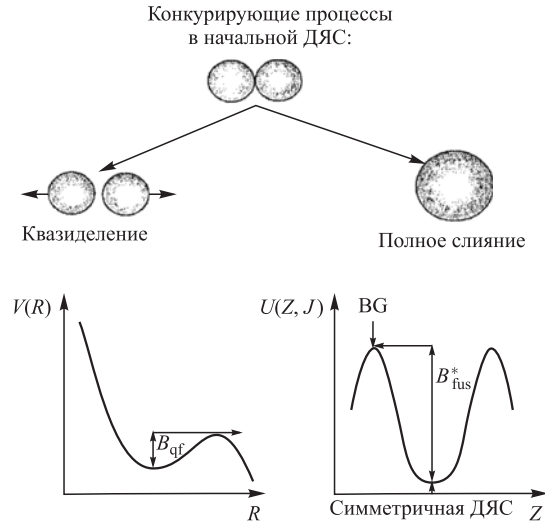 Конкурирующие процессы
в начальной ДЯС:
Квазиделение
Полное слияние
V(R)
B_qf
R
U(Z, J)
BG
B*_fus
Симметричная ДЯС
Z